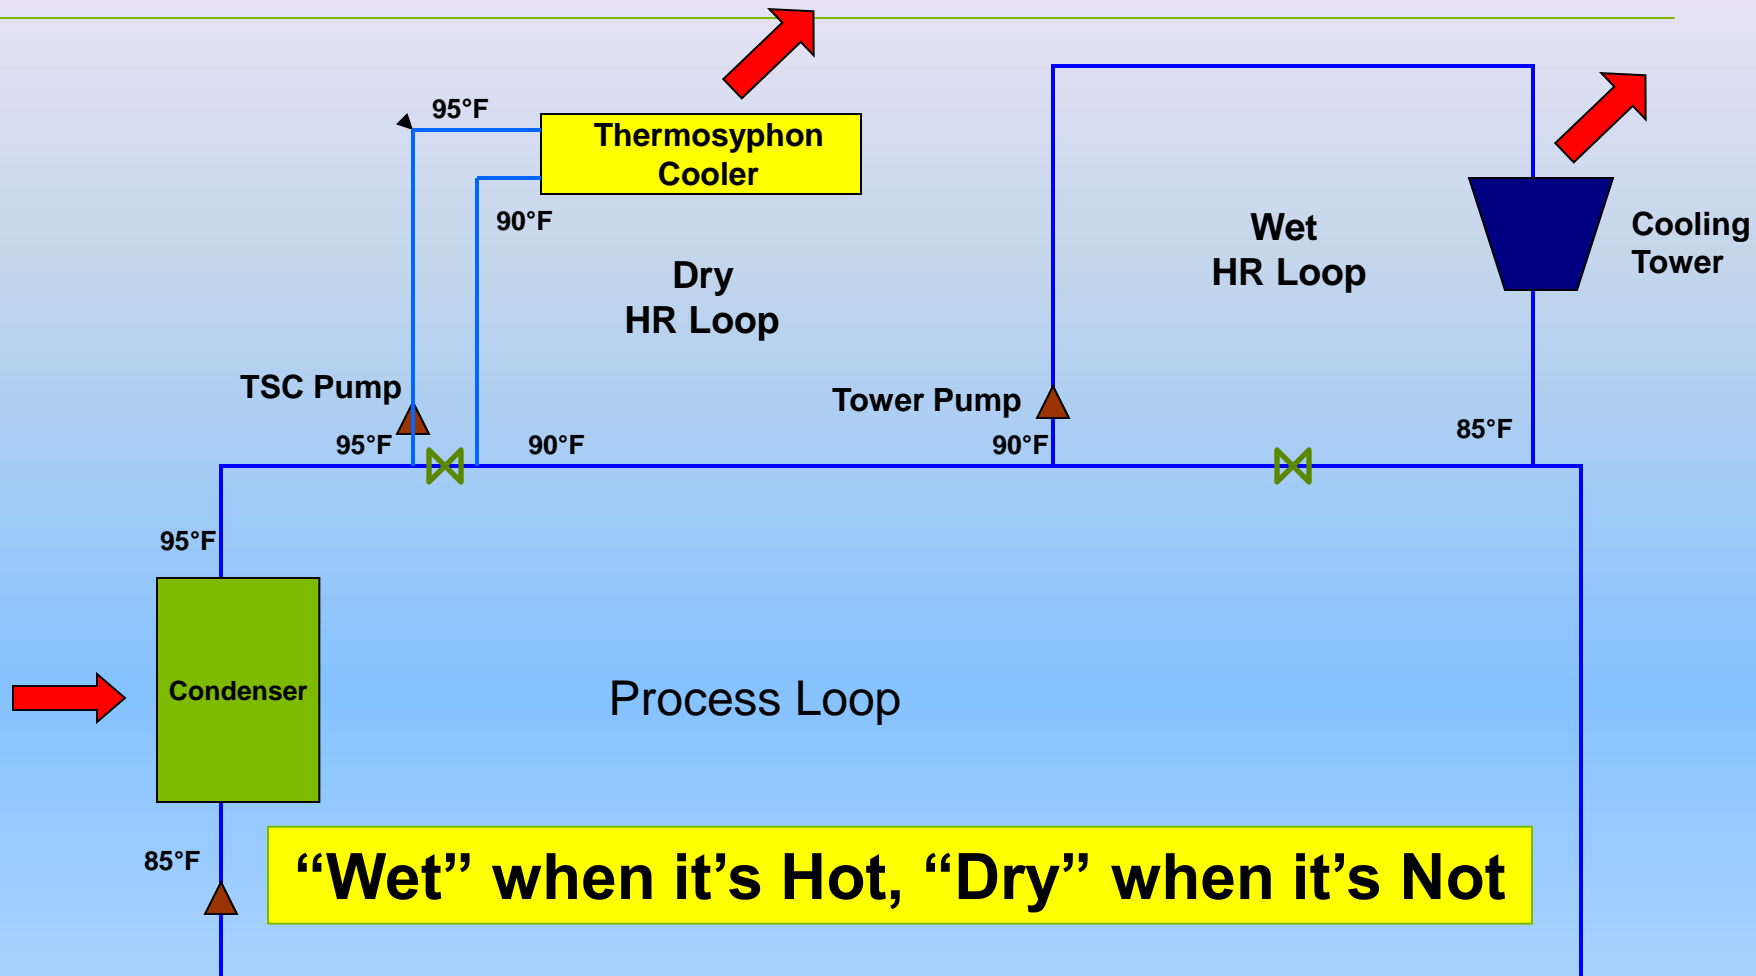 95°F
Thermosyphon
Cooler
90°F
Dry
HR Loop
Wet
HR Loop
Cooling
Tower
TSC Pump
Tower Pump
95°F
90°F
90°F
85°F
95°F
Condenser
Process Loop
85°F
“Wet” when it’s Hot, “Dry” when it’s Not